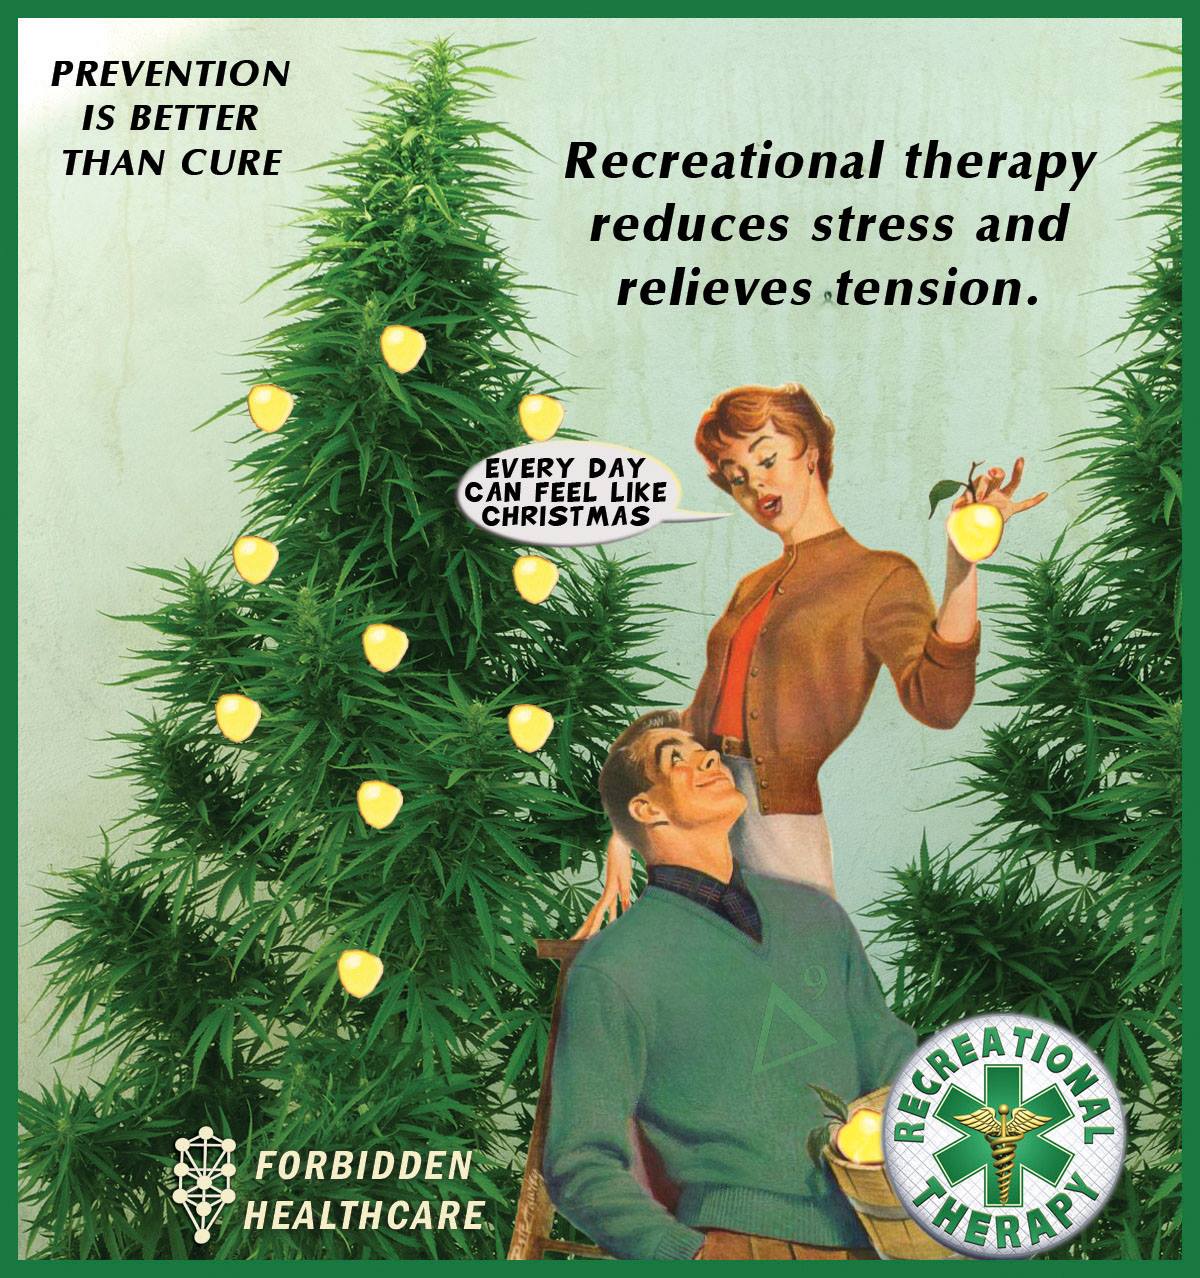 PREVENTION
IS BETTER
THAN CURE
Recreational therapy
reduces stress and
relieves tension.
EVERY DAY
CAN FEEL LIKE
CHRISTMAS
9
FORBIDDEN
HEALTHCARE
RECREATIONAL
THERAPY